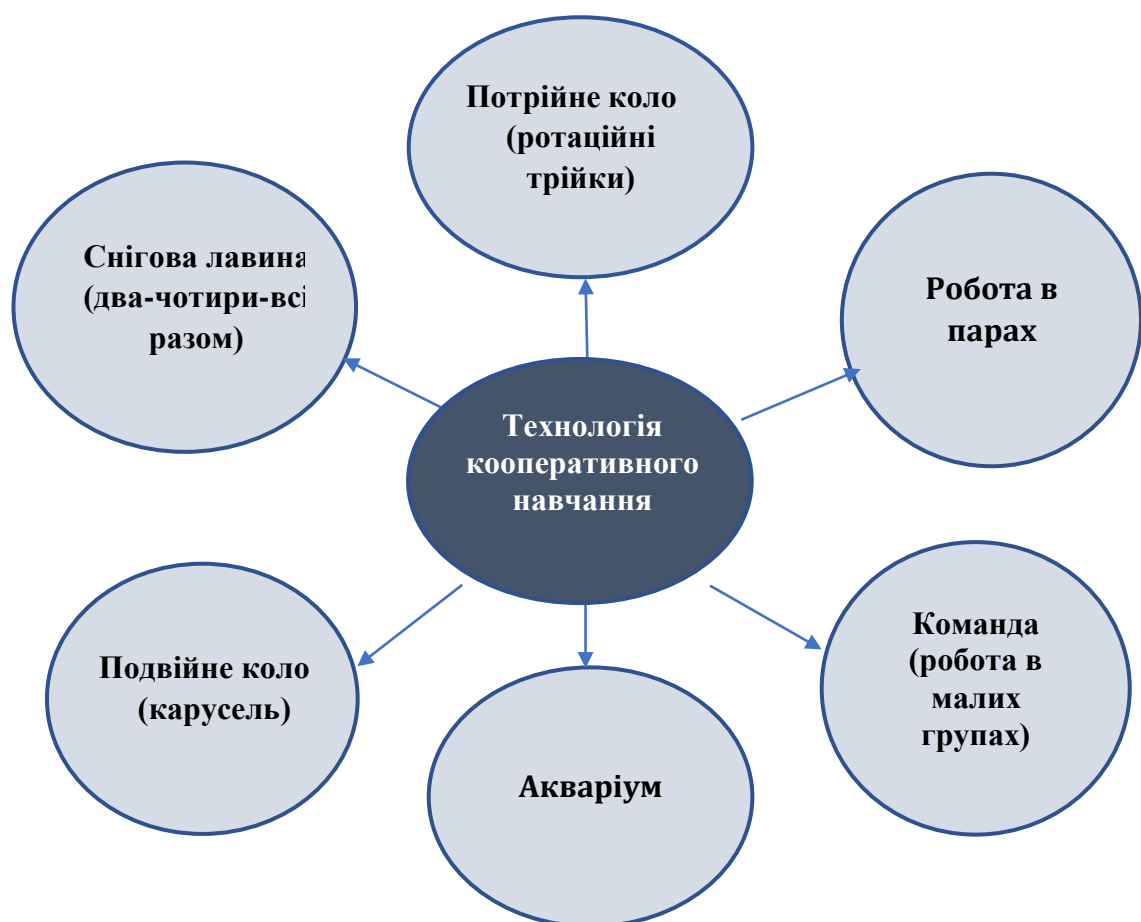 Потрійне коло
(ротаційні
трійки)
Снігова лавина
(два-чотири-всі
разом)
Робота в
парах
Технологія
кооперативного
навчання
Подвійне коло
(карусель)
Команда
(робота в
малих
групах)
Акваріум